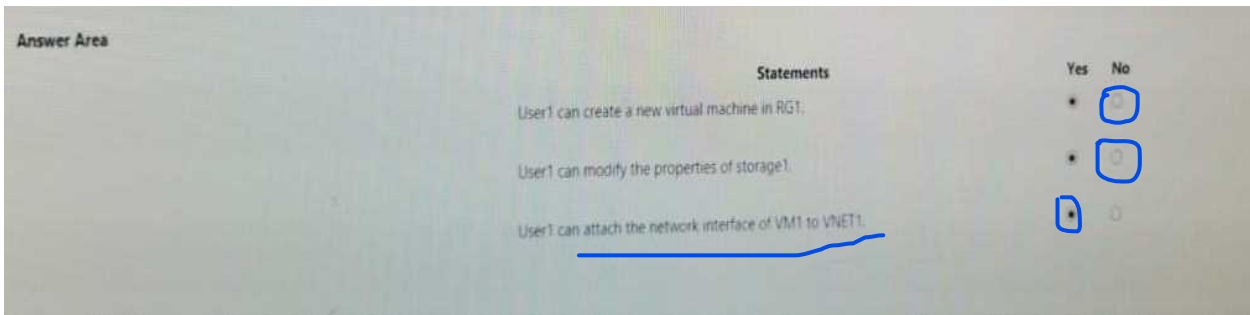 Answer Area
Statements Yes No
User1 can create a new virtual machine in RG1.
User1 can modify the properties of storage1.
User1 can attach the network interface of VM1 to VNET1.